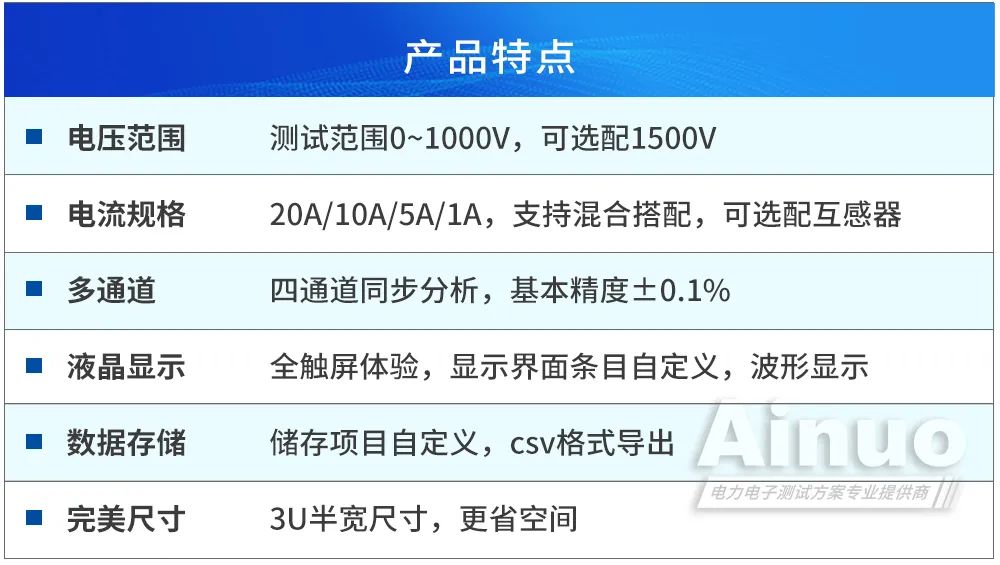 产品特点
电压范围 测试范围0~1000V，可选配1500V
电流规格 20A/10A/5A/1A，支持混合搭配，可选配互感器
多通道 四通道同步分析，基本精度±0.1%
液晶显示 全触屏体验，显示界面条目自定义，波形显示
数据存储 储存项目自定义，csv格式导出
Ainuo
电力电子测试方案专业提供商
完美尺寸 3U半宽尺寸，更省空间